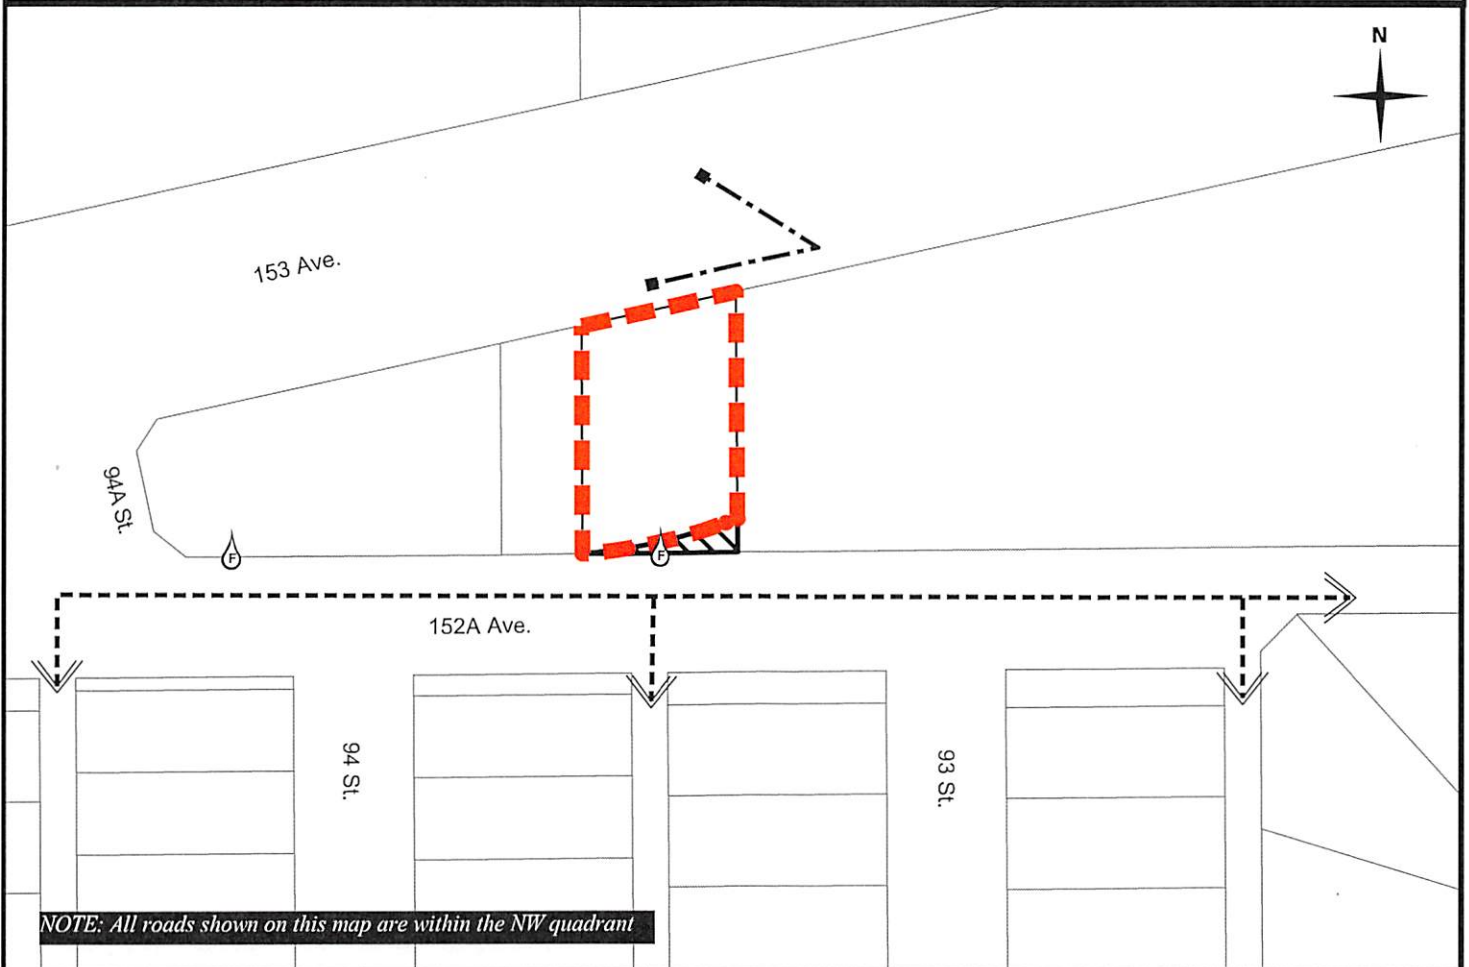 N
153 Ave.
94A St.
F
F
152A Ave.
94 St.
93 St.
NOTE: All roads shown on this map are within the NW quadrant